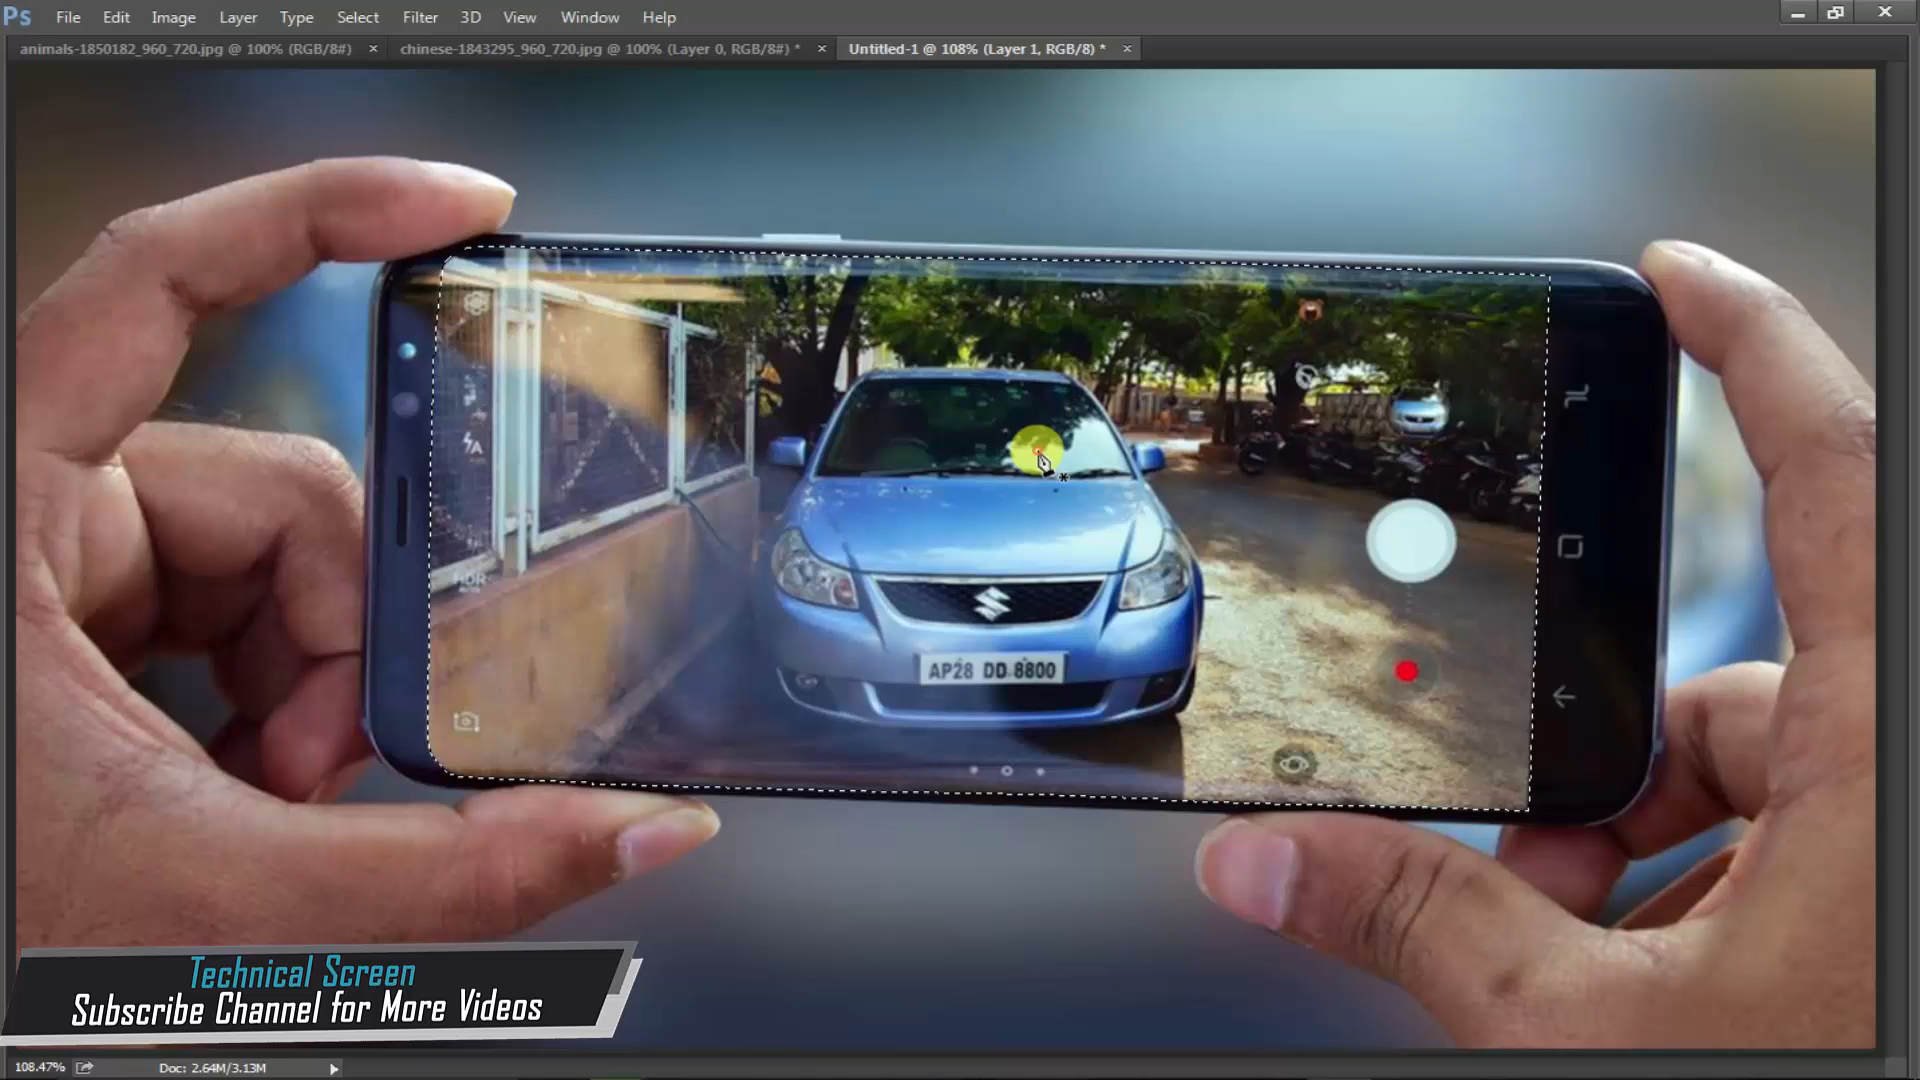 Ps File Edit Image Layer Type Select Filter 3D View Window Help
animals-1850182_960_720.jpg @ 100% (RGB/8#) × chinese-1843295_960_720.jpg @ 100% (Layer 0, RGB/8#) * × Untitled-1 @ 108% (Layer 1, RGB/8) * ×
A
HDR
AP28 DD 8800
Technical Screen
Subscribe Channel for More Videos
108.47% Doc: 2.64M/3.13M